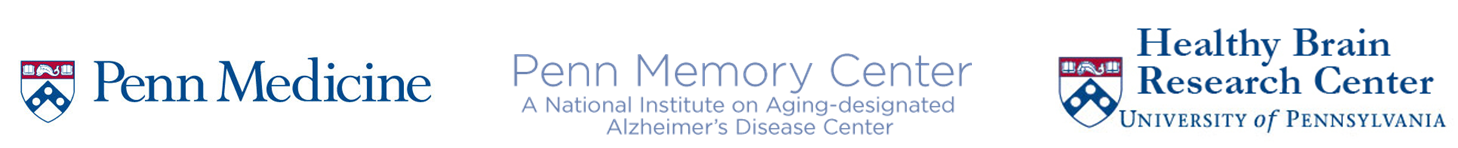 Penn Medicine
Penn Memory Center
A National Institute on Aging-designated
Alzheimer's Disease Center
Healthy Brain
Research Center
University of Pennsylvania